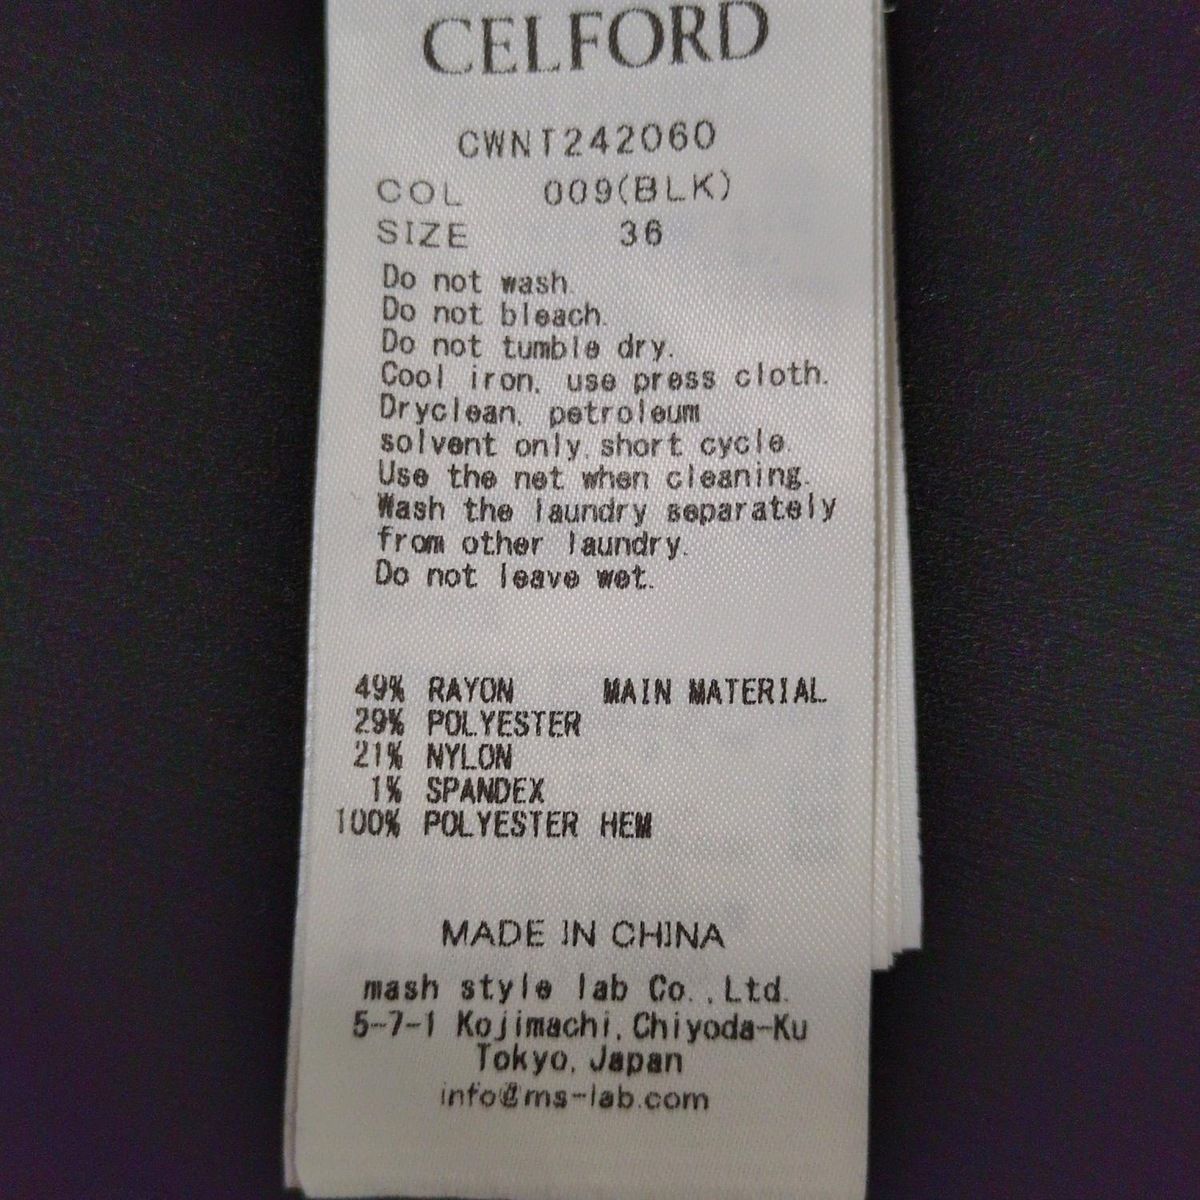 CELFORD
CWNT242060
COL 009(BLK)
SIZE 36
Do not wash.
Do not bleach.
Do not tumble dry.
Cool iron, use press cloth.
Dryclean, petroleum
solvent only, short cycle.
Use the net when cleaning.
Wash the laundry separately
from other laundry.
Do not leave wet.
49% RAYON MAIN MATERIAL
29% POLYESTER
21% NYLON
1% SPANDEX
100% POLYESTER HEM
MADE IN CHINA
mash style lab Co.,Ltd.
5-7-1 Kojimachi,Chiyoda-Ku
Tokyo, Japan
info@ms-lab.com